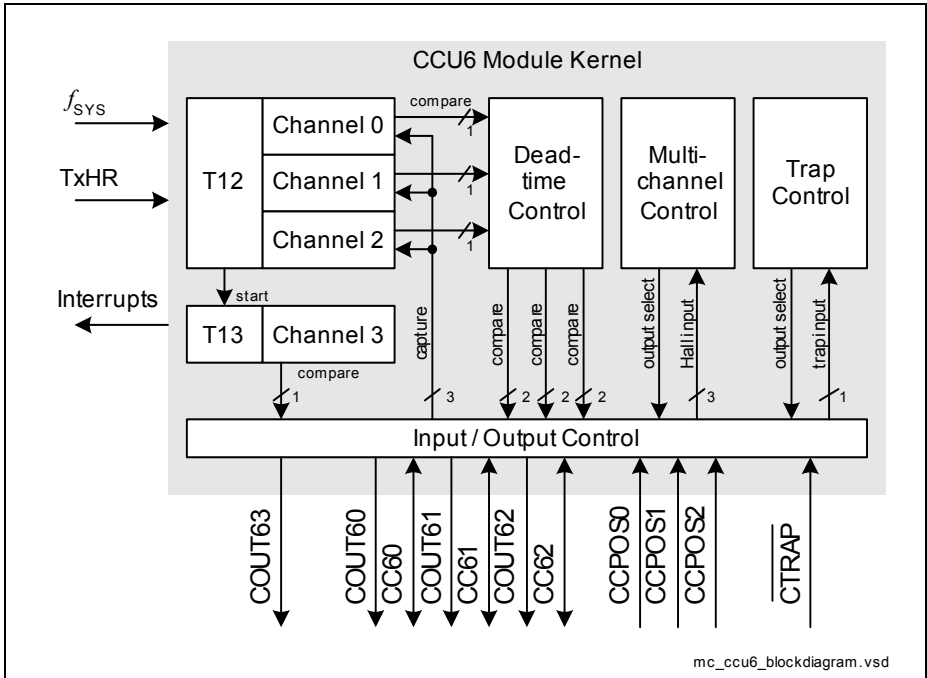 CCU6 Module Kernel
fSYS
TxHR
Interrupts
T12
Channel 0
Channel 1
Channel 2
compare
1
1
1
Dead-
time
Control
Multi-
channel
Control
Trap
Control
start
T13
Channel 3
compare
1
capture
3
compare
2
compare
2
compare
2
output select
Hall input
3
output select
trap input
1
Input / Output Control
COUT63
COUT60
CC60
COUT61
CC61
COUT62
CC62
CCPOS0
CCPOS1
CCPOS2
CTRAP
mc_ccu6_blockdiagram.vsd